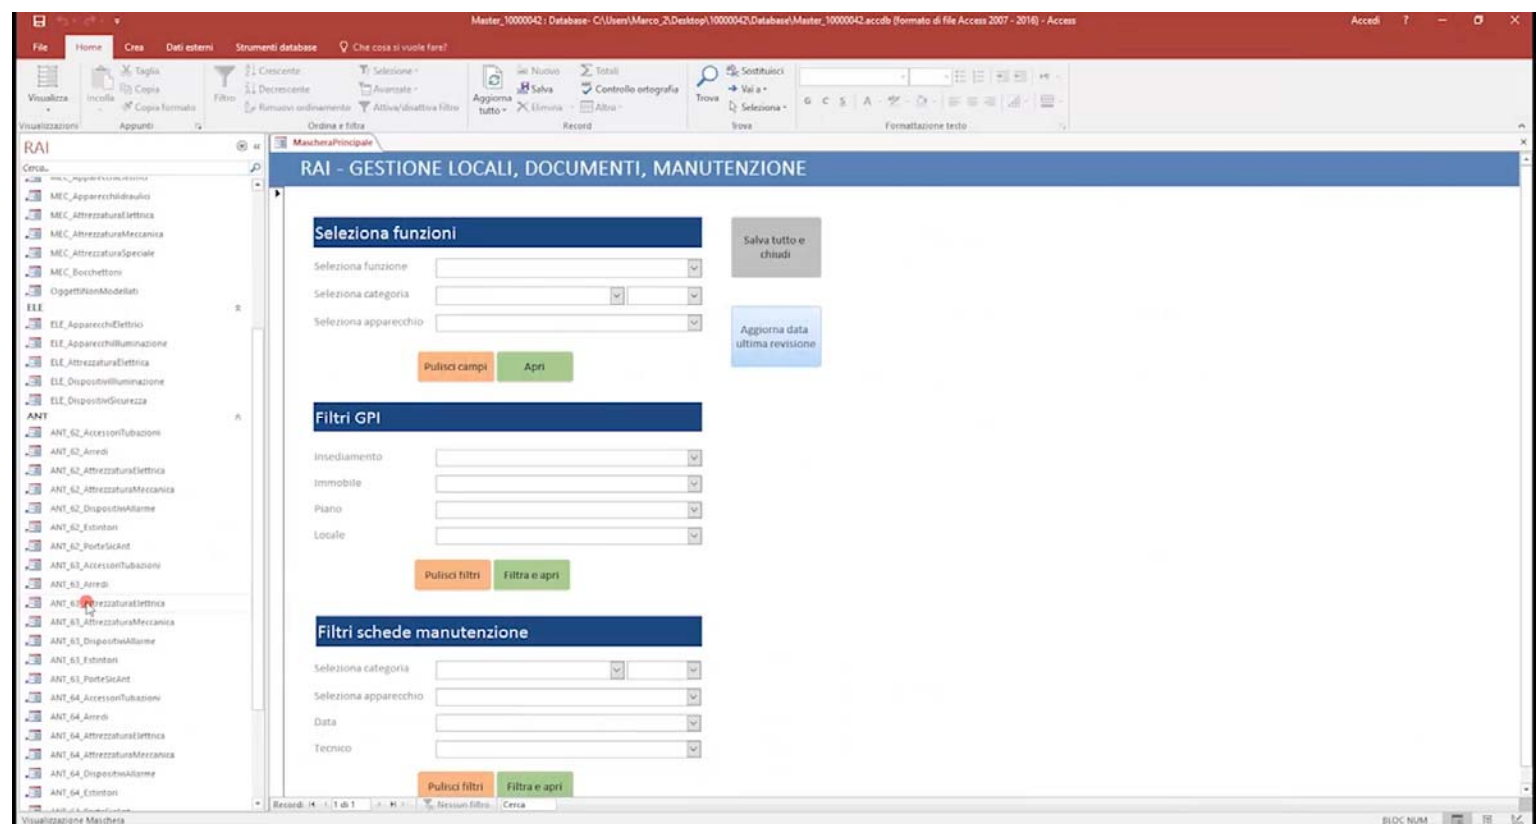 Master_10000042 : Database- C:\Users\Marco_2\Desktop\10000042\Database\Master_10000042.accdb (formato di file Access 2007 - 2016) - Access
Accedi ?
File Home Crea Dati esterni Strumenti database Che cosa si vuole fare?
Visualizza
Incolla
Taglia
Copia
Copia formato
Filtro
Crescente
Decrescente
Rimuovi ordinamento
Selezione
Avanzate
Attiva/disattiva filtro
Aggiorna tutto
Nuovo
Salva
Elimina
Totali
Controllo ortografia
Altro
Trova
Sostituisci
Vai a
Seleziona
G C S A
Visualizzazioni Appunti Ordina e filtra Record Trova Formattazione testo
RAI
Cerca...
MEC_ApparecchiElettrici
MEC_ApparecchiIdraulici
MEC_AttrezzaturaElettrica
MEC_AttrezzaturaMeccanica
MEC_AttrezzaturaSpeciale
MEC_Bocchettoni
OggettiNonModellati
ELE
ELE_ApparecchiElettrici
ELE_ApparecchiIlluminazione
ELE_AttrezzaturaElettrica
ELE_DispositiviIlluminazione
ELE_DispositiviSicurezza
ANT
ANT_62_AccessoriTubazioni
ANT_62_Arredi
ANT_62_AttrezzaturaElettrica
ANT_62_AttrezzaturaMeccanica
ANT_62_DispositiviAllarme
ANT_62_Estintori
ANT_62_PorteSicAnt
ANT_63_AccessoriTubazioni
ANT_63_Arredi
ANT_63_AttrezzaturaElettrica
ANT_63_AttrezzaturaMeccanica
ANT_63_DispositiviAllarme
ANT_63_Estintori
ANT_63_PorteSicAnt
ANT_64_AccessoriTubazioni
ANT_64_Arredi
ANT_64_AttrezzaturaElettrica
ANT_64_AttrezzaturaMeccanica
ANT_64_DispositiviAllarme
ANT_64_Estintori
MascheraPrincipale
RAI - GESTIONE LOCALI, DOCUMENTI, MANUTENZIONE
Seleziona funzioni
Seleziona funzione
Seleziona categoria
Seleziona apparecchio
Pulisci campi Apri
Salva tutto e
chiudi
Aggiorna data
ultima revisione
Filtri GPI
Insediamento
Immobile
Piano
Locale
Pulisci filtri Filtra e apri
Filtri schede manutenzione
Seleziona categoria
Seleziona apparecchio
Data
Tecnico
Pulisci filtri Filtra e apri
Record: 1 di 1 Nessun filtro Cerca
Visualizzazione Maschera
BLOC NUM